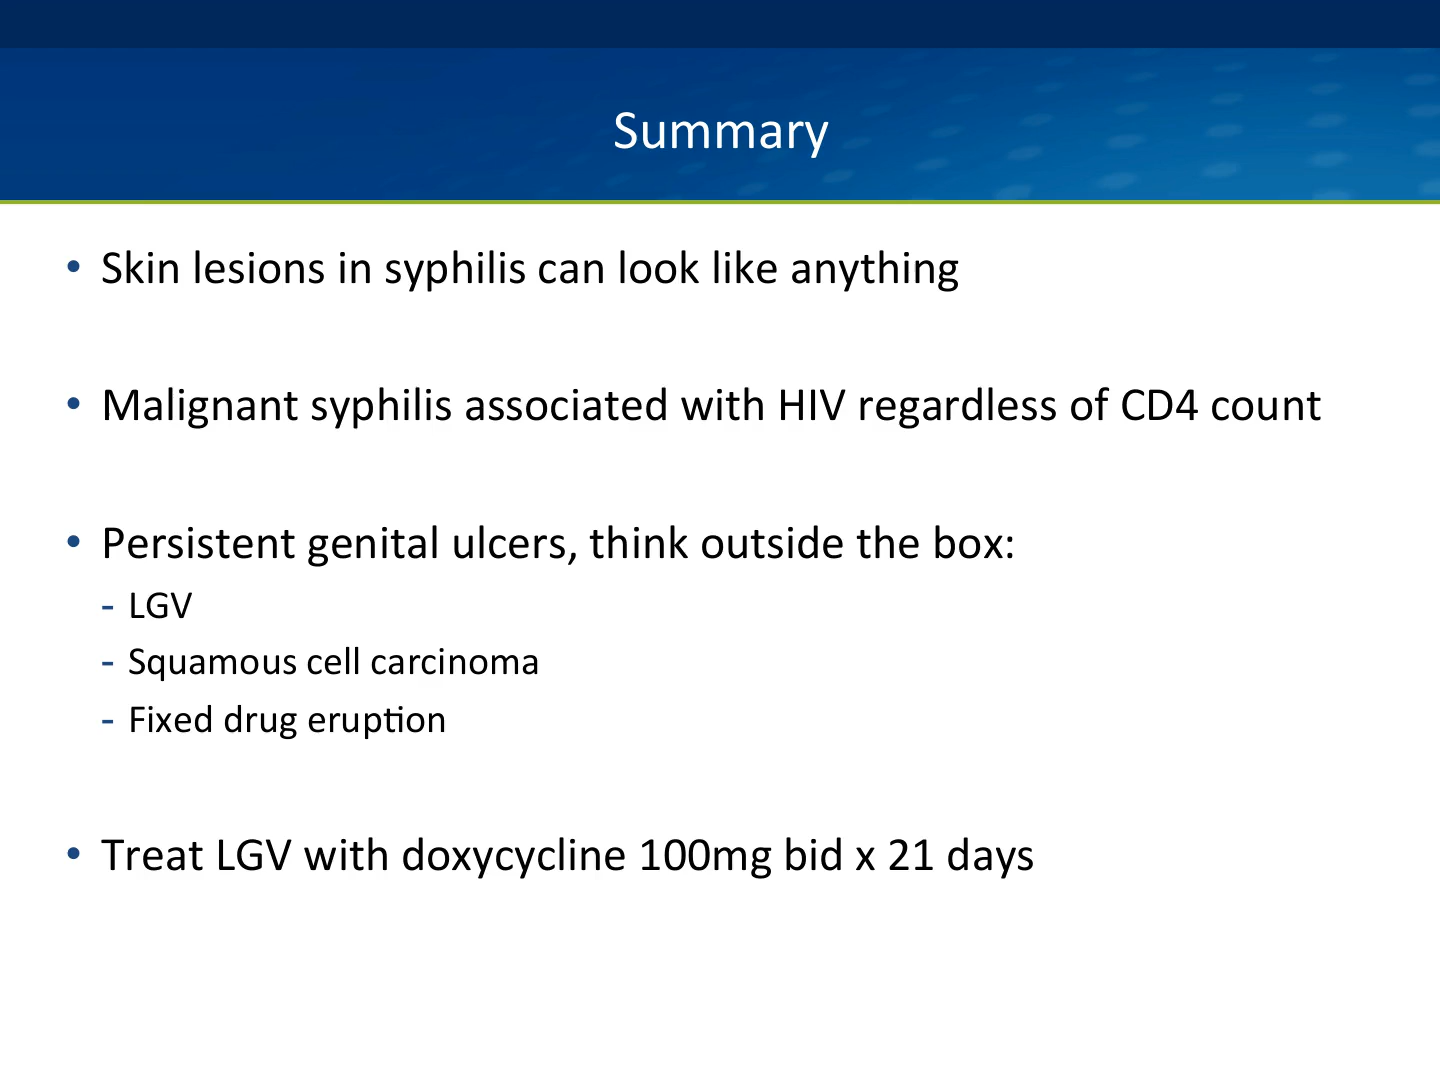 Summary
• Skin lesions in syphilis can look like anything
• Malignant syphilis associated with HIV regardless of CD4 count
• Persistent genital ulcers, think outside the box:
- LGV
- Squamous cell carcinoma
- Fixed drug eruption
• Treat LGV with doxycycline 100mg bid x 21 days